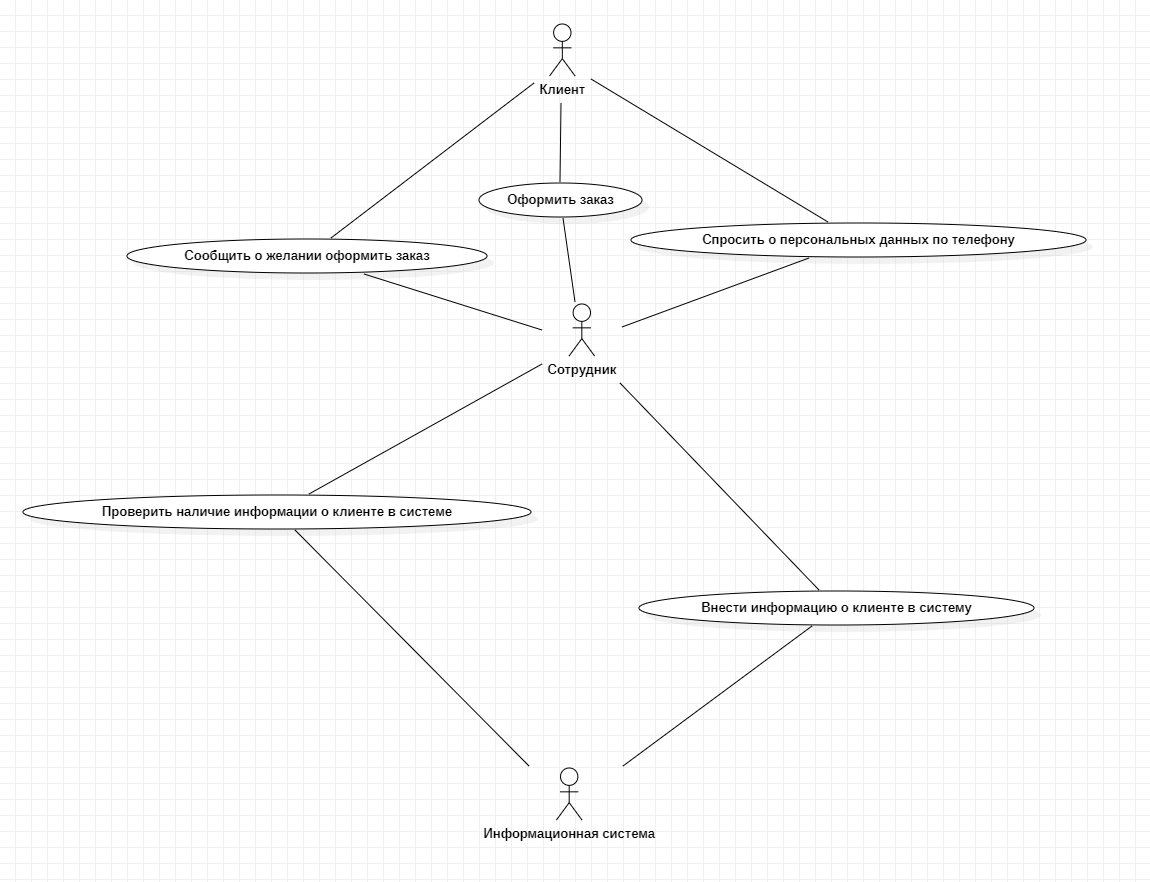 Клиент
Оформить заказ
Спросить о персональных данных по телефону
Сообщить о желании оформить заказ
Сотрудник
Проверить наличие информации о клиенте в системе
Внести информацию о клиенте в систему
Информационная система